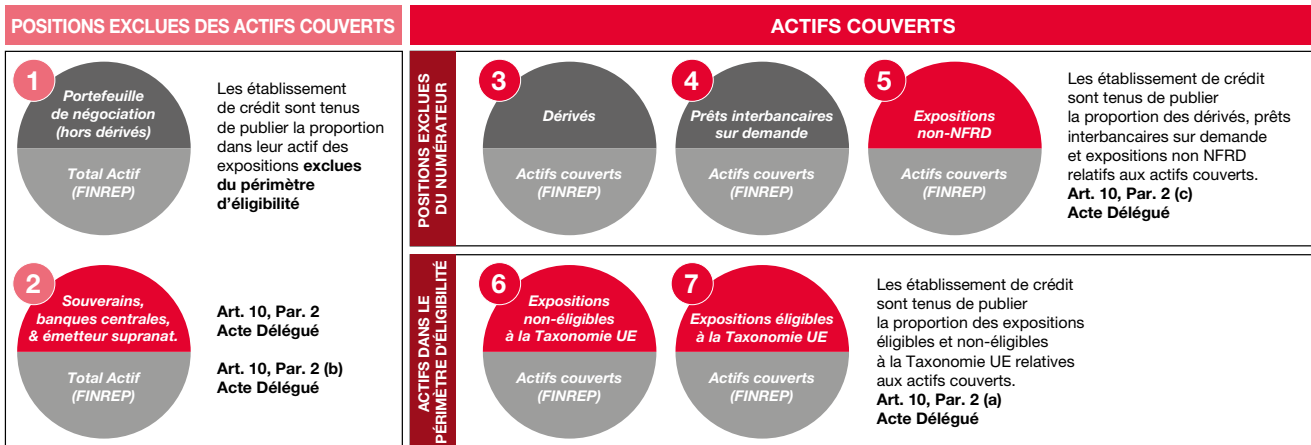 POSITIONS EXCLUES DES ACTIFS COUVERTS
1
Portefeuille
de négociation
(hors dérivés)
Total Actif
(FINREP)
Les établissement
de crédit sont tenus
de publier la proportion
dans leur actif des
expositions exclues
du périmètre
d'éligibilité
2
Souverains,
banques centrales,
& émetteur supranat.
Total Actif
(FINREP)
Art. 10, Par. 2
Acte Délégué
Art. 10, Par. 2 (b)
Acte Délégué
ACTIFS COUVERTS
POSITIONS EXCLUES
DU NUMÉRATEUR
3
Dérivés
Actifs couverts
(FINREP)
4
Prêts interbancaires
sur demande
Actifs couverts
(FINREP)
5
Expositions
non-NFRD
Actifs couverts
(FINREP)
Les établissement de crédit
sont tenus de publier
la proportion des dérivés, prêts
interbancaires sur demande
et expositions non NFRD
relatifs aux actifs couverts.
Art. 10, Par. 2 (c)
Acte Délégué
ACTIFS DANS LE
PÉRIMÈTRE D'ÉLIGIBILITÉ
6
Expositions
non-éligibles
à la Taxonomie UE
Actifs couverts
(FINREP)
7
Expositions éligibles
à la Taxonomie UE
Actifs couverts
(FINREP)
Les établissement de crédit
sont tenus de publier
la proportion des expositions
éligibles et non-éligibles
à la Taxonomie UE relatives
aux actifs couverts.
Art. 10, Par. 2 (a)
Acte Délégué